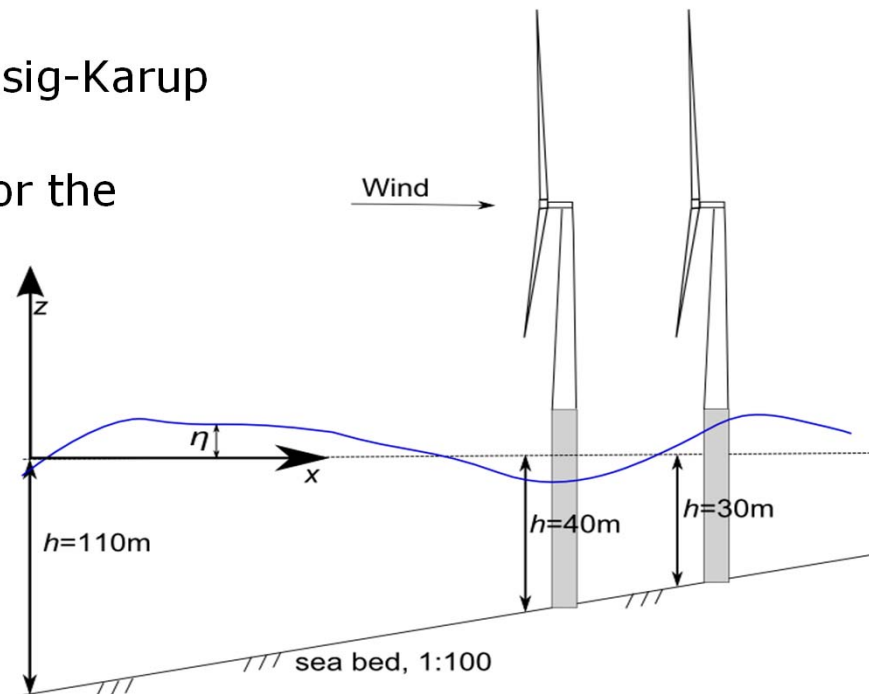 sig-Karup
or the
Wind
z
η
x
h=40m
h=30m
h=110m
sea bed, 1:100